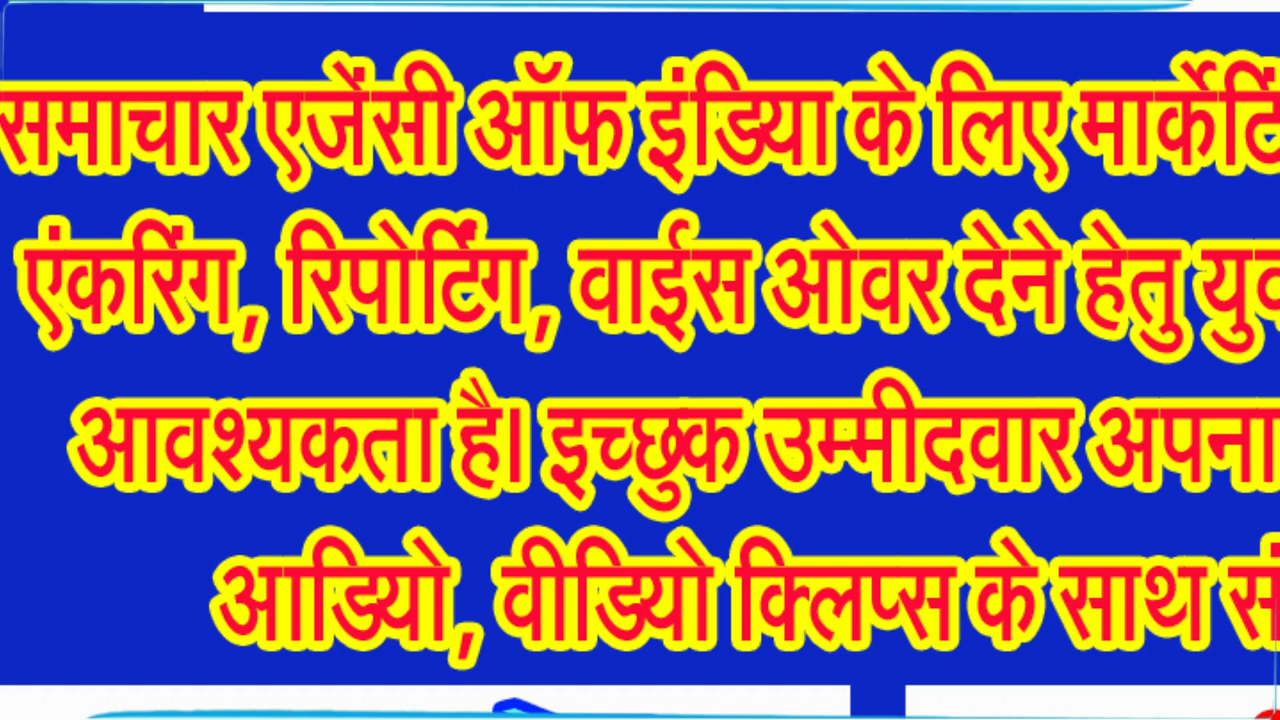 समाचार एजेंसी ऑफ इंडिया के लिए
एंकरिंग, रिपोर्टिंग, वाईस ओवर देने हेतु
आवश्यकता है। इच्छुक उम्मीदवार अपना
आडियो, वीडियो क्लिप्स के साथ